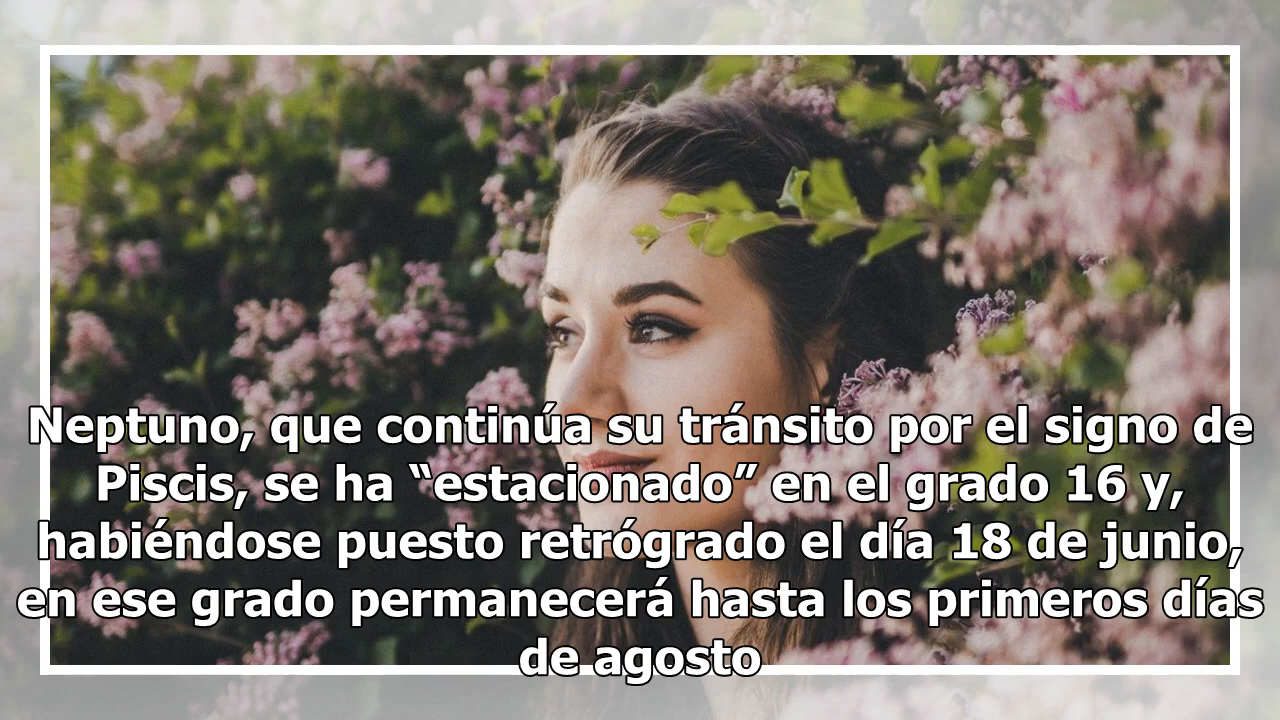 Neptuno, que continúa su tránsito por el signo de
Piscis, se ha “estacionado” en el grado 16 y,
habiéndose puesto retrógrado el día 18 de junio,
en ese grado permanecerá hasta los primeros días
de agosto